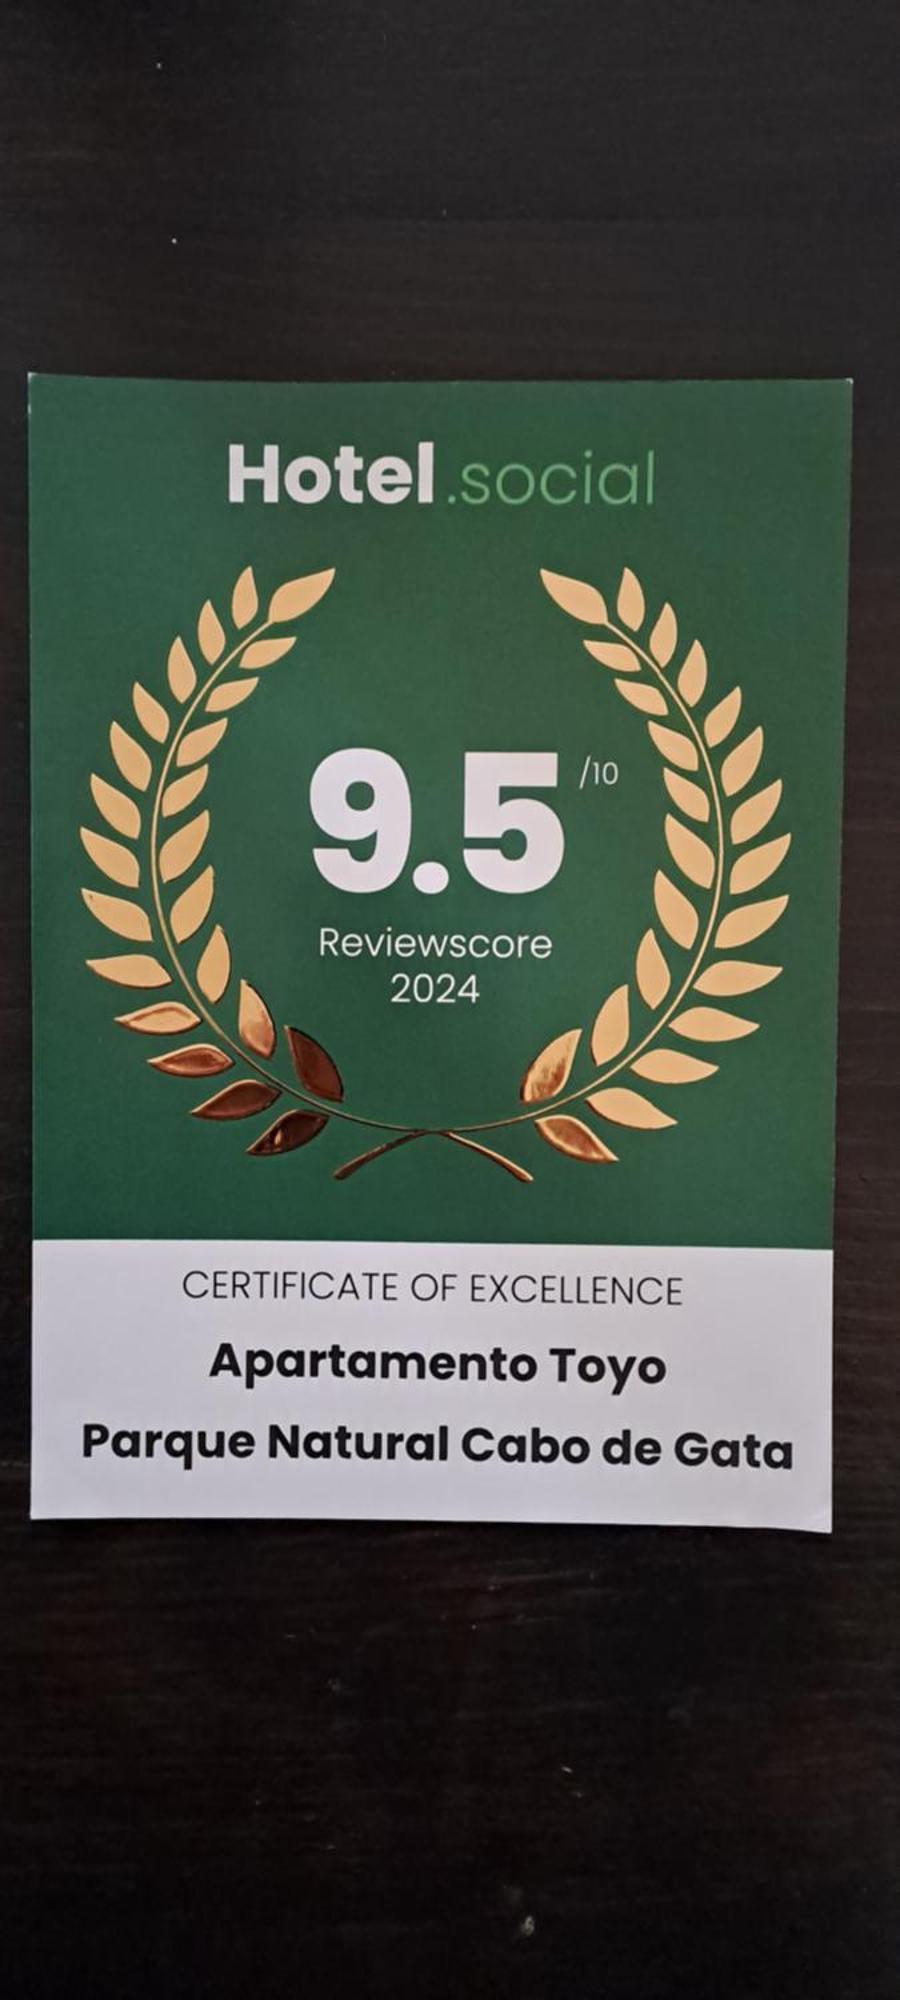 Hotel.social
9.5/10
Reviewscore
2024
CERTIFICATE OF EXCELLENCE
Apartamento Toyo
Parque Natural Cabo de Gata